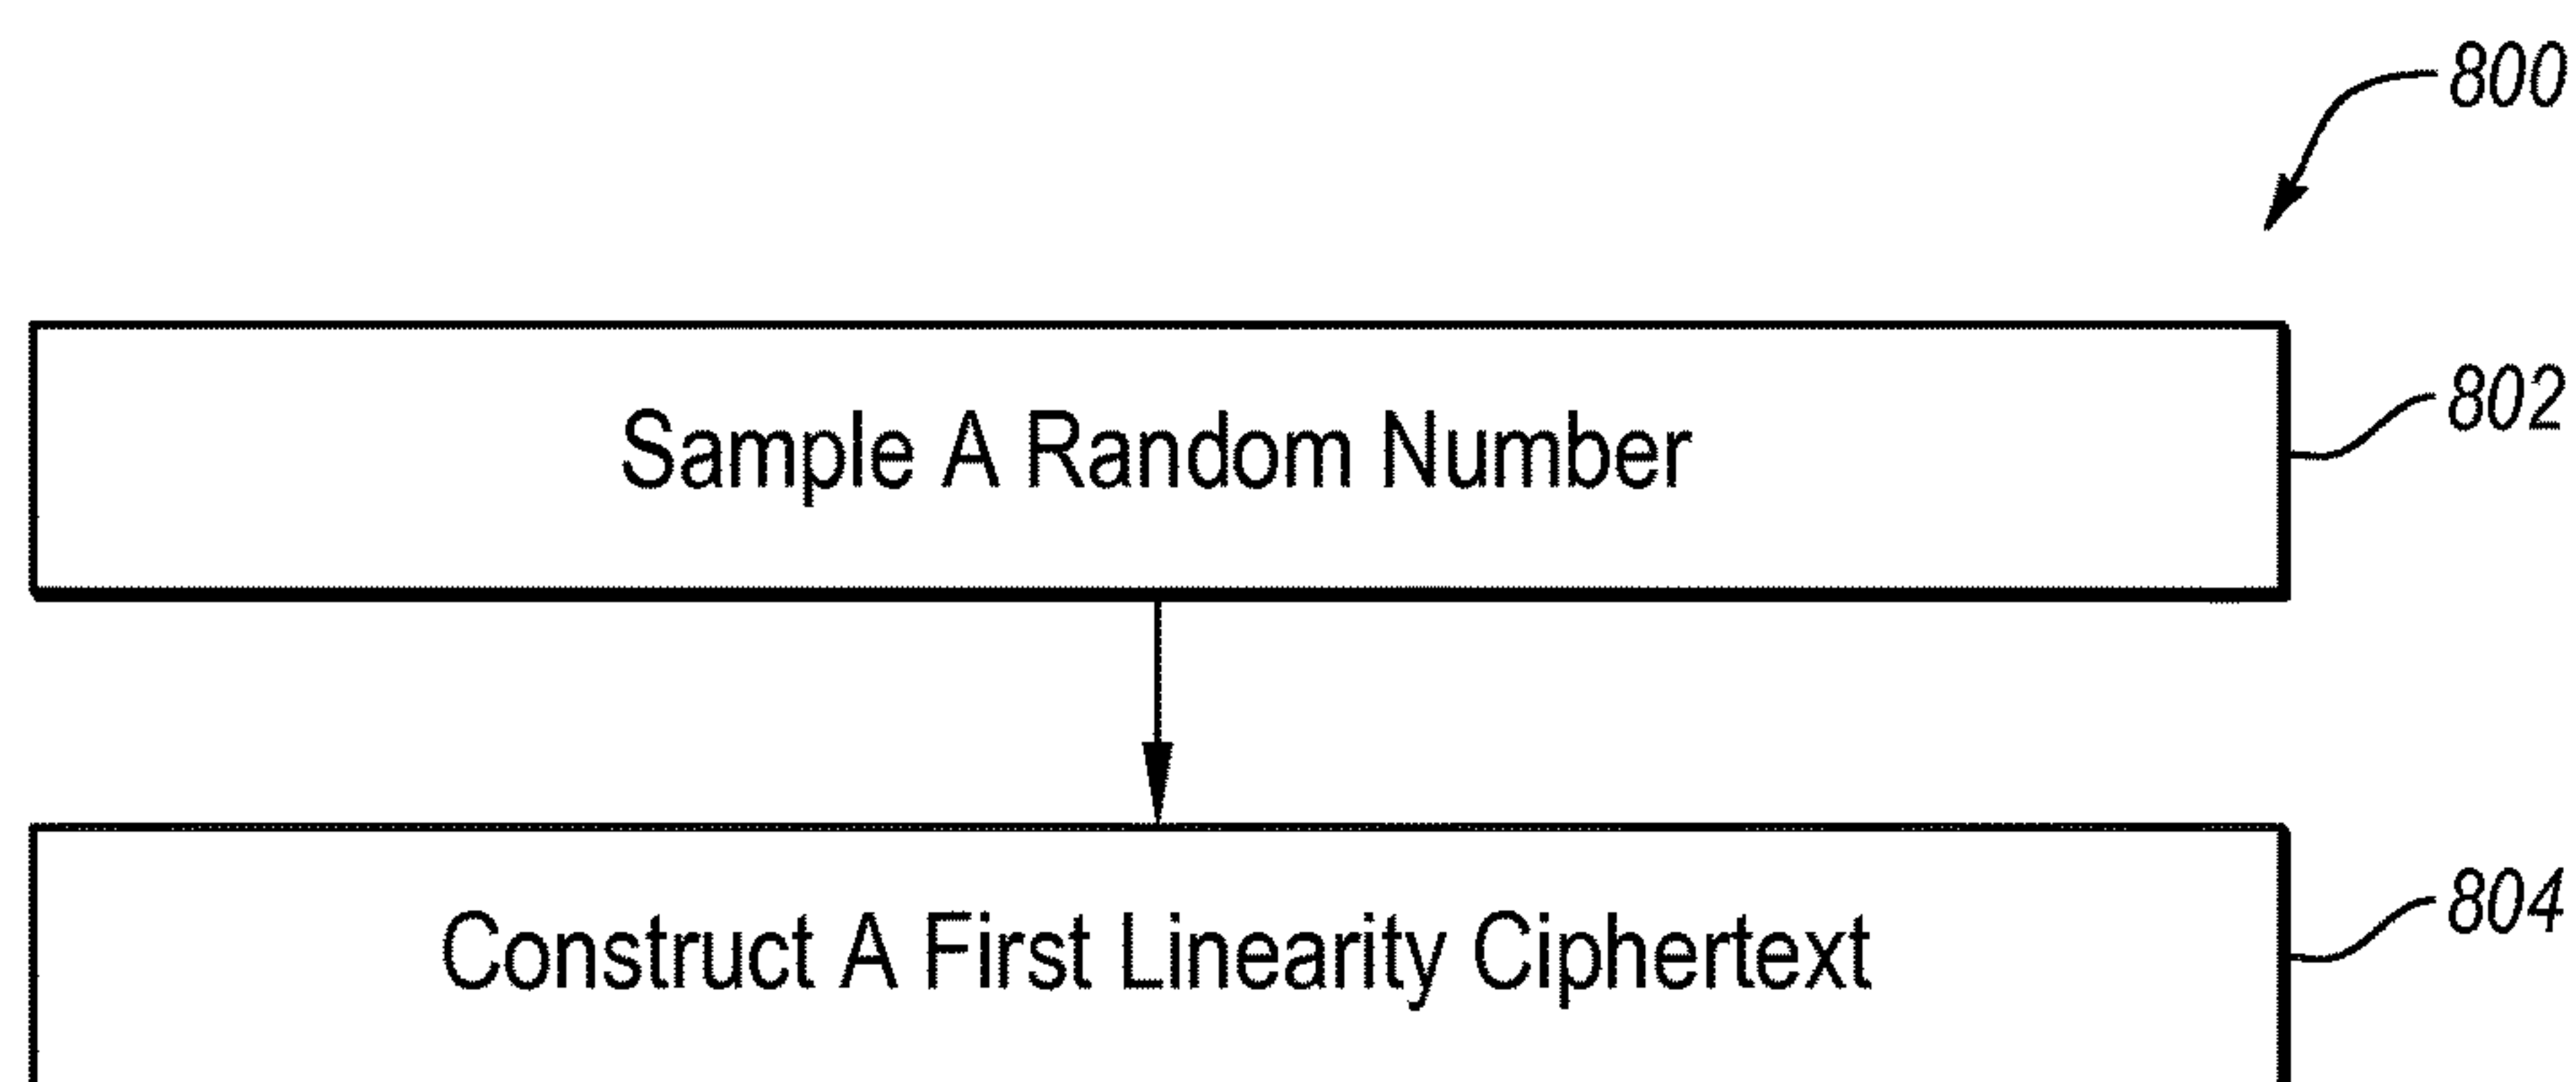 800
Sample A Random Number
802
Construct A First Linearity Ciphertext
804